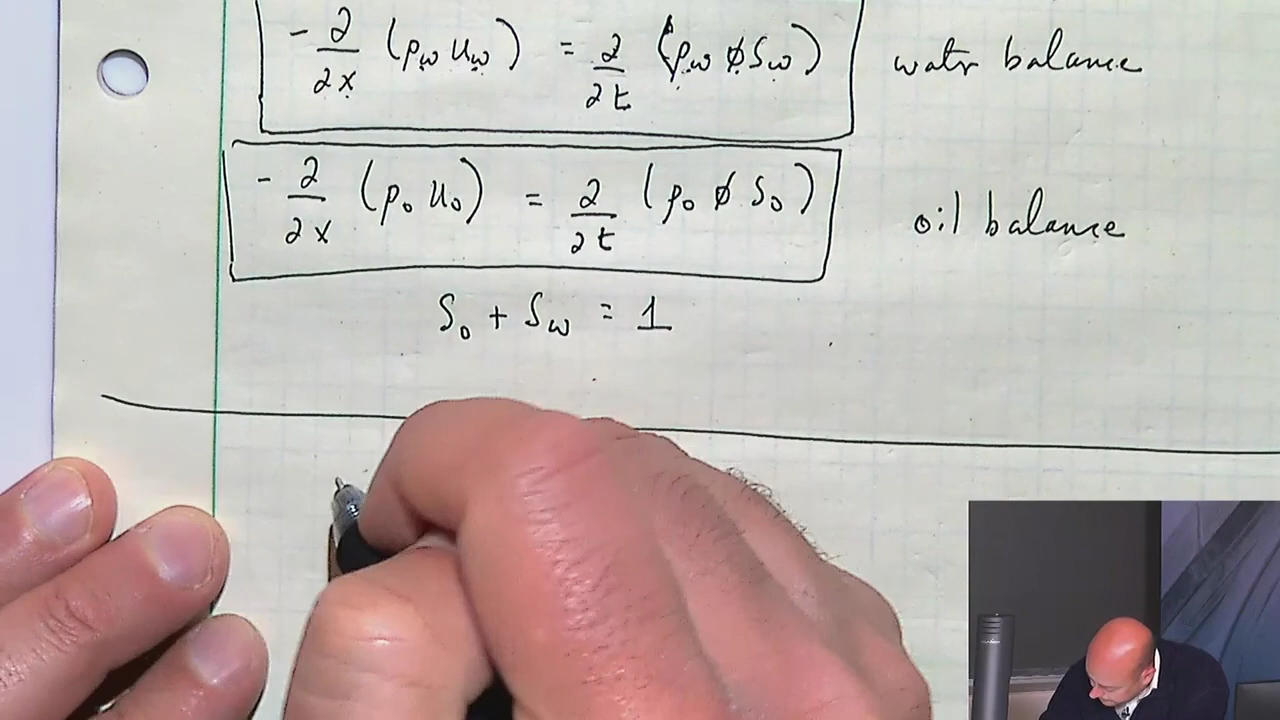 - ∂/∂x (ρw uw) = ∂/∂t (ρw ϕ Sw) water balance
- ∂/∂x (ρo uo) = ∂/∂t (ρo ϕ So) oil balance
So + Sw = 1